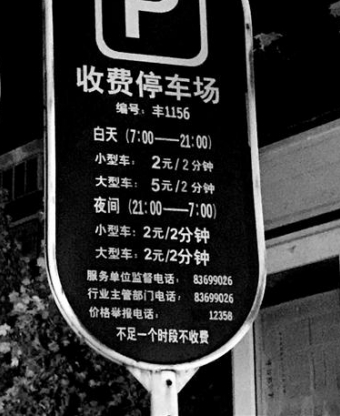 P
收费停车场
编号：丰1156
白天（7:00——21:00）
小型车：2元/2分钟
大型车：5元/2分钟
夜间（21:00——7:00）
小型车：2元/2分钟
大型车：2元/2分钟
服务单位监督电话：83699026
行业主管部门电话：83699026
价格举报电话：12358
不足一个时段不收费